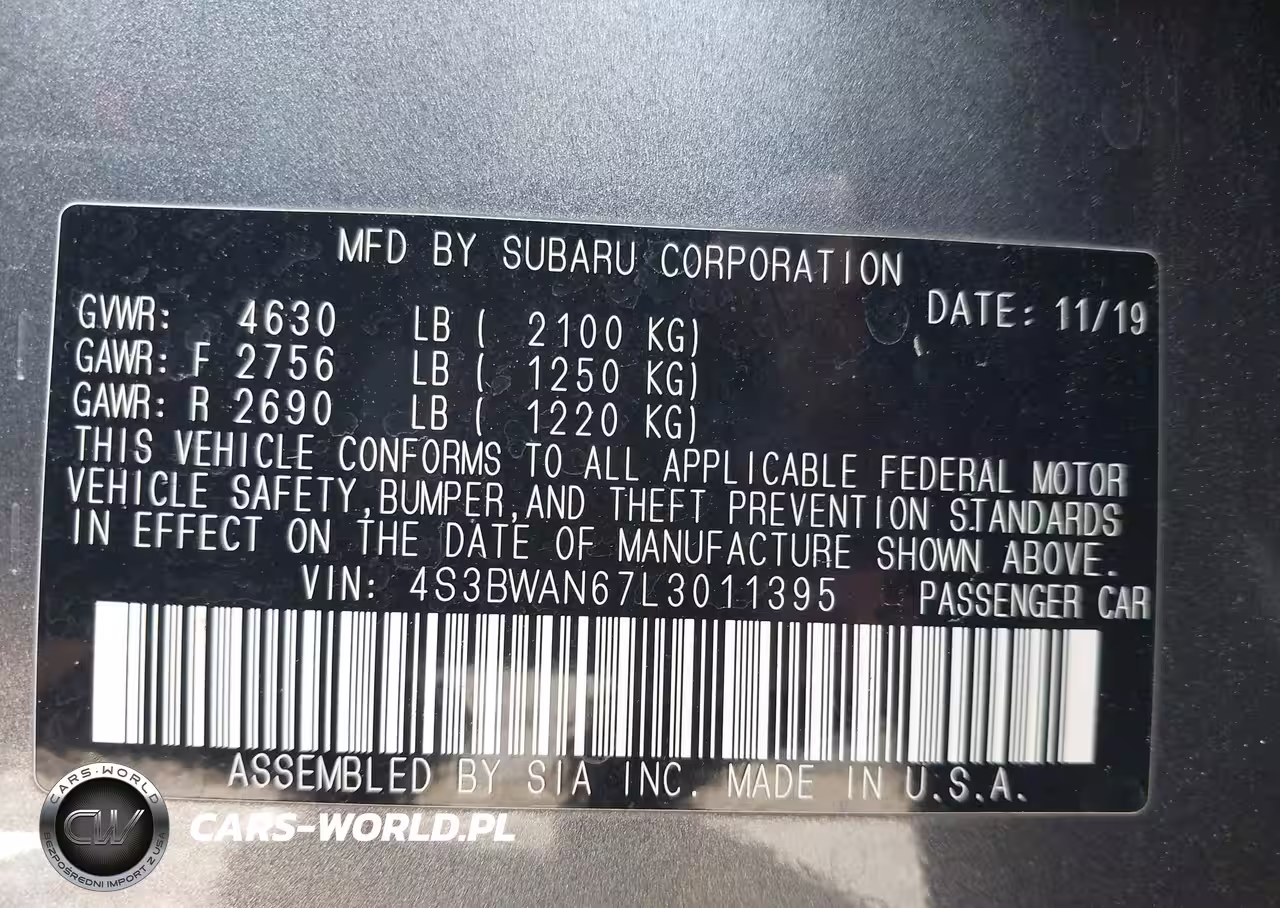 MFD BY SUBARU CORPORATION
DATE: 11/19
GVWR: 4630 LB ( 2100 KG)
GAWR: F 2756 LB ( 1250 KG)
GAWR: R 2690 LB ( 1220 KG)
THIS VEHICLE CONFORMS TO ALL APPLICABLE FEDERAL MOTOR
VEHICLE SAFETY,BUMPER,AND THEFT PREVENTION STANDARDS
IN EFFECT ON THE DATE OF MANUFACTURE SHOWN ABOVE.
VIN: 4S3BWAN67L3011395 PASSENGER CAR
ASSEMBLED BY SIA INC. MADE IN U.S.A.
CARS-WORLD
CW
BEZPOŚREDNI IMPORT Z USA
CARS-WORLD.PL